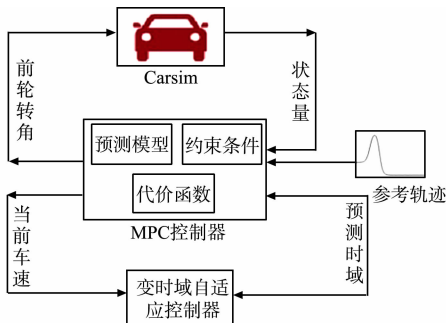 Carsim
前轮转角
状态量
预测模型
约束条件
代价函数
MPC控制器
参考轨迹
当前车速
预测时域
变时域自适
应控制器